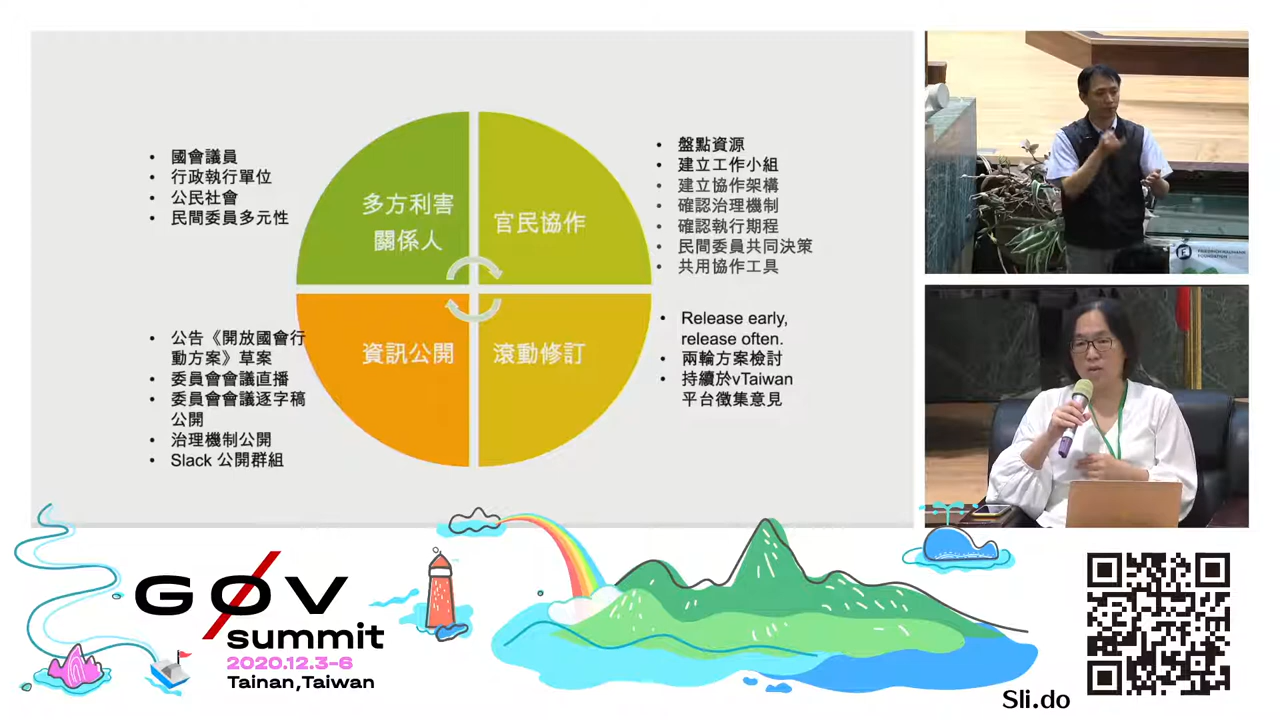 • 國會議員
• 行政執行單位
• 公民社會
• 民間委員多元性
多方利害
關係人
官民協作
• 盤點資源
• 建立工作小組
• 建立協作架構
• 確認治理機制
• 確認執行期程
• 民間委員共同決策
• 共用協作工具
• 公告《開放國會行
動方案》草案
• 委員會會議直播
• 委員會會議逐字稿
公開
• 治理機制公開
• Slack 公開群組
資訊公開
滾動修訂
• Release early,
release often.
• 兩輪方案檢討
• 持續於vTaiwan
平台徵集意見
FRIEDRICH NAUMANN
FOUNDATION
GØV
summit
2020.12.3-6
Tainan,Taiwan
Sli.do